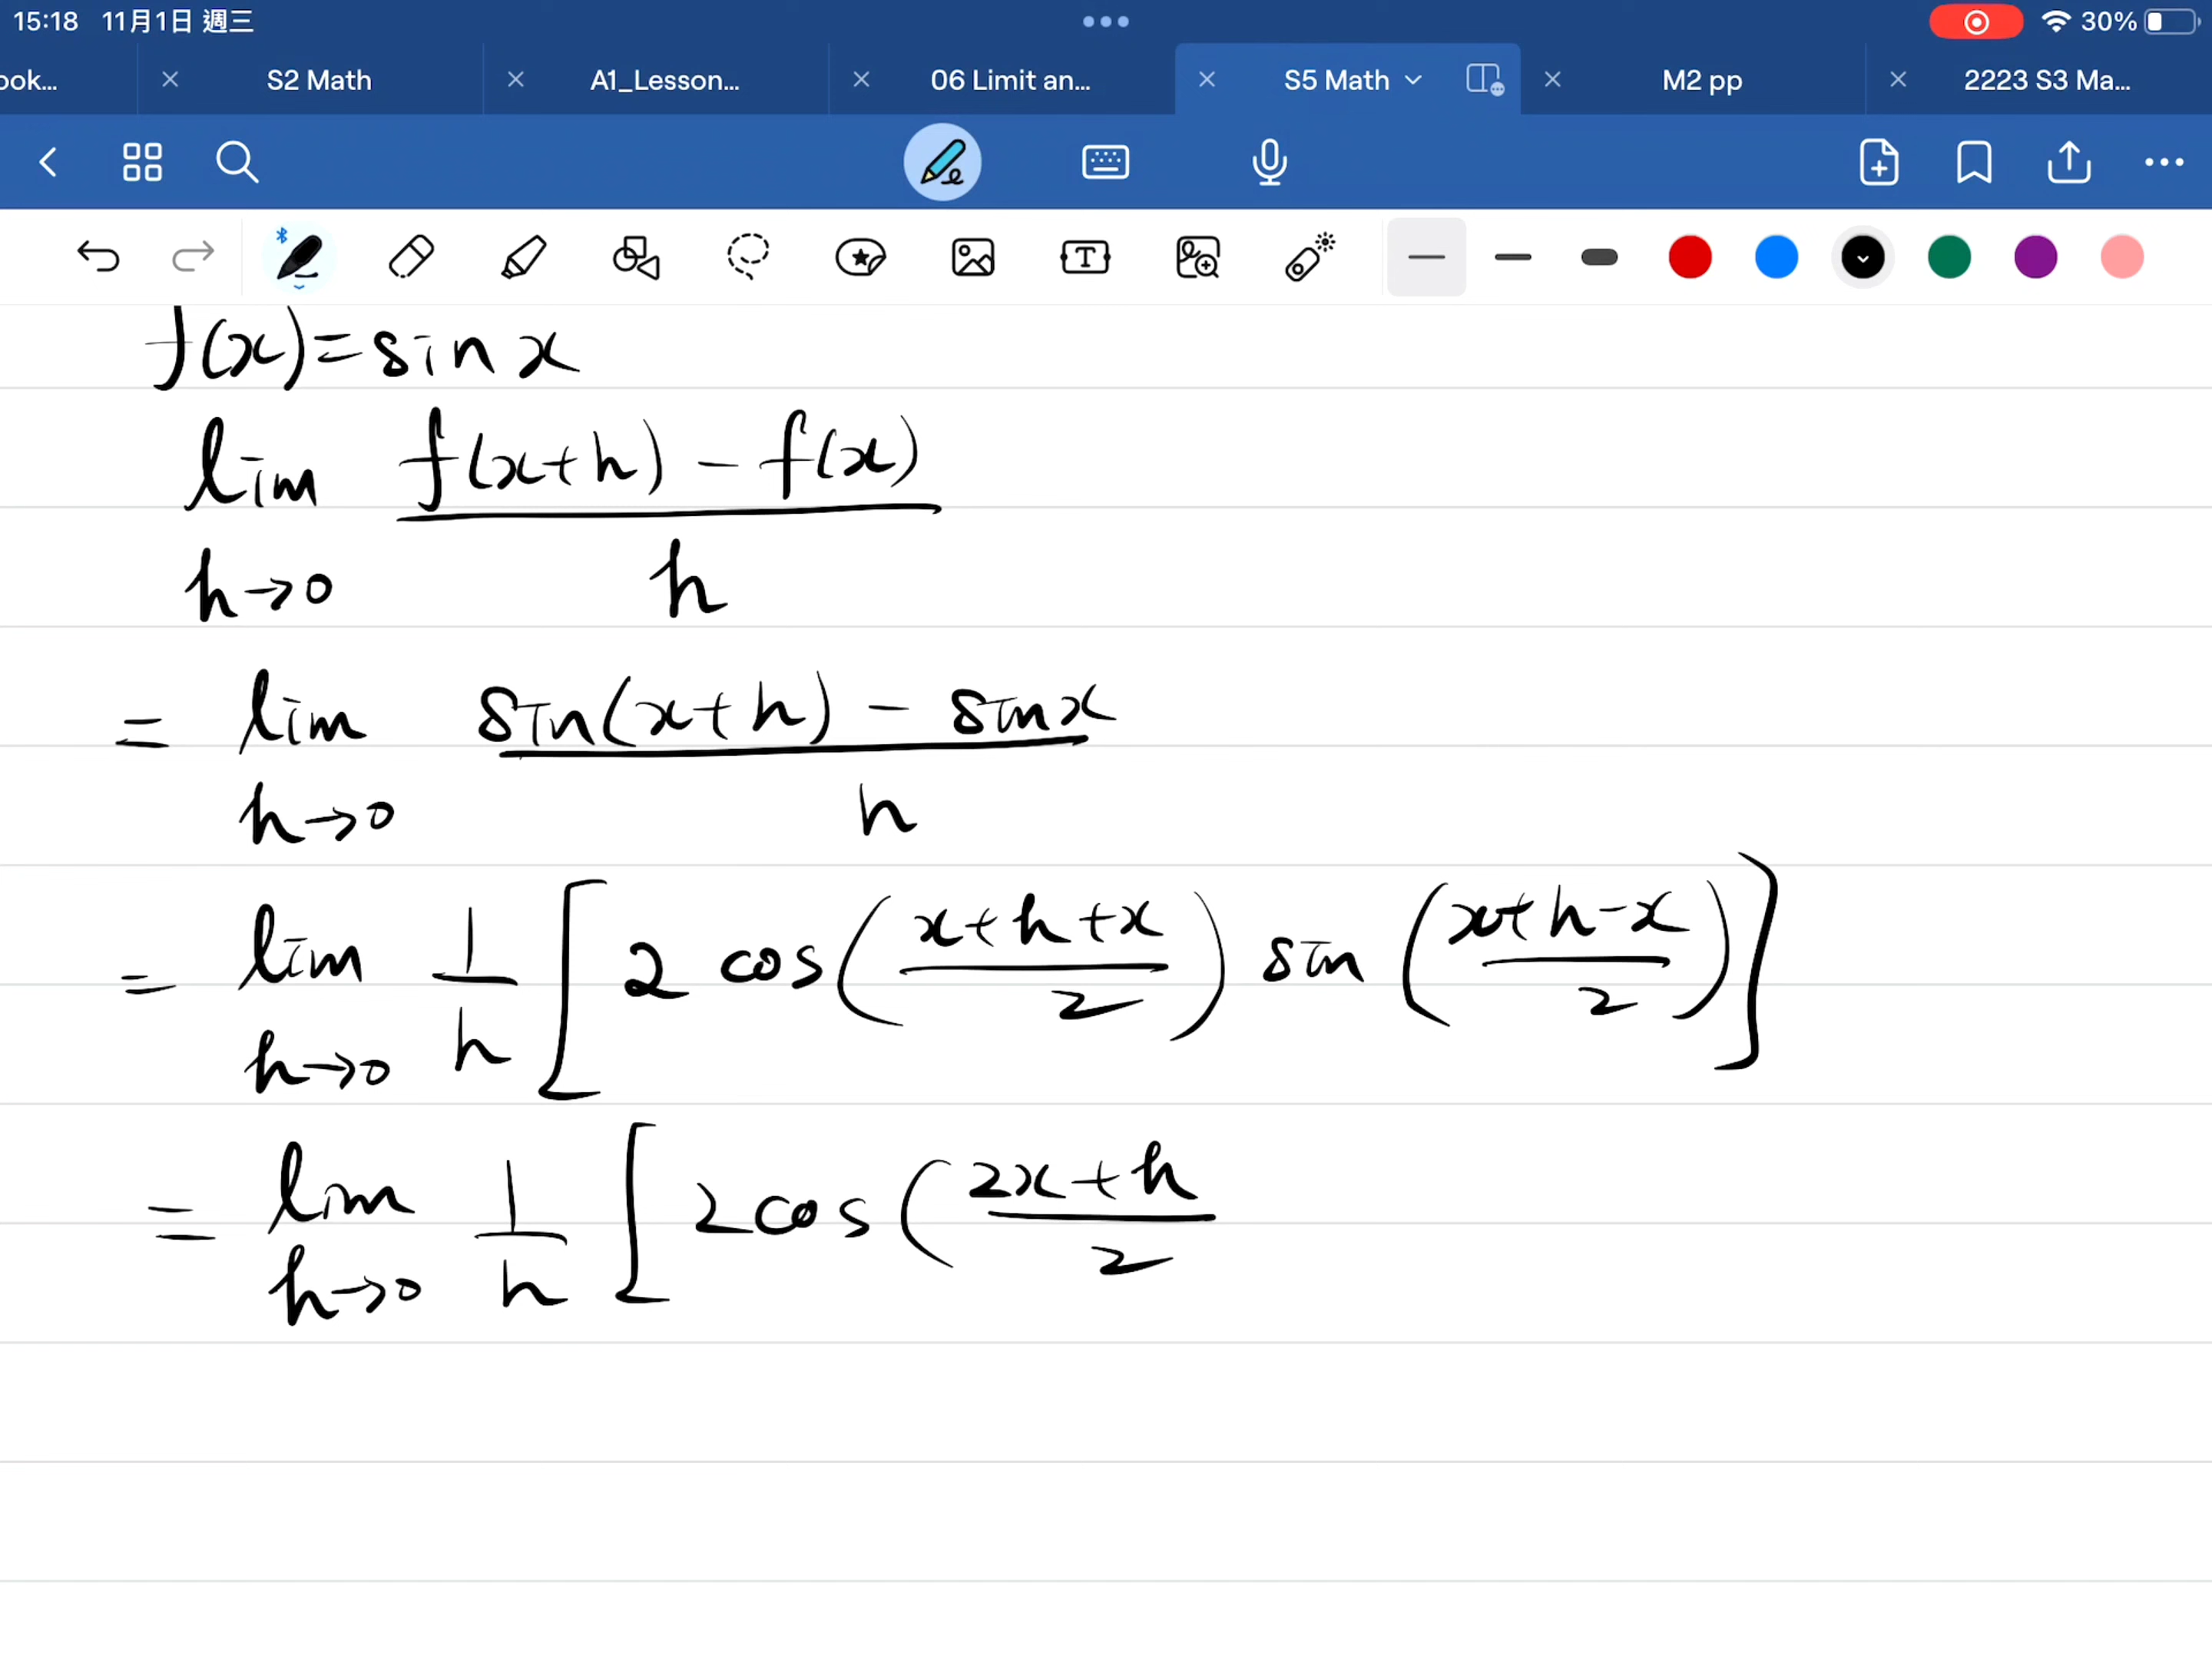 15:18 11月1日 週三 30%
ook... S2 Math A1_Lesson... 06 Limit an... S5 Math M2 pp 2223 S3 Ma...
f(x)=sin x
lim f(x+h) - f(x)
h→0 h
= lim sin(x+h) - sin x
h→0 h
= lim 1/h [2 cos((x+h+x)/2) sin((x+h-x)/2)]
h→0
= lim 1/h [2cos((2x+h)/2
h→0